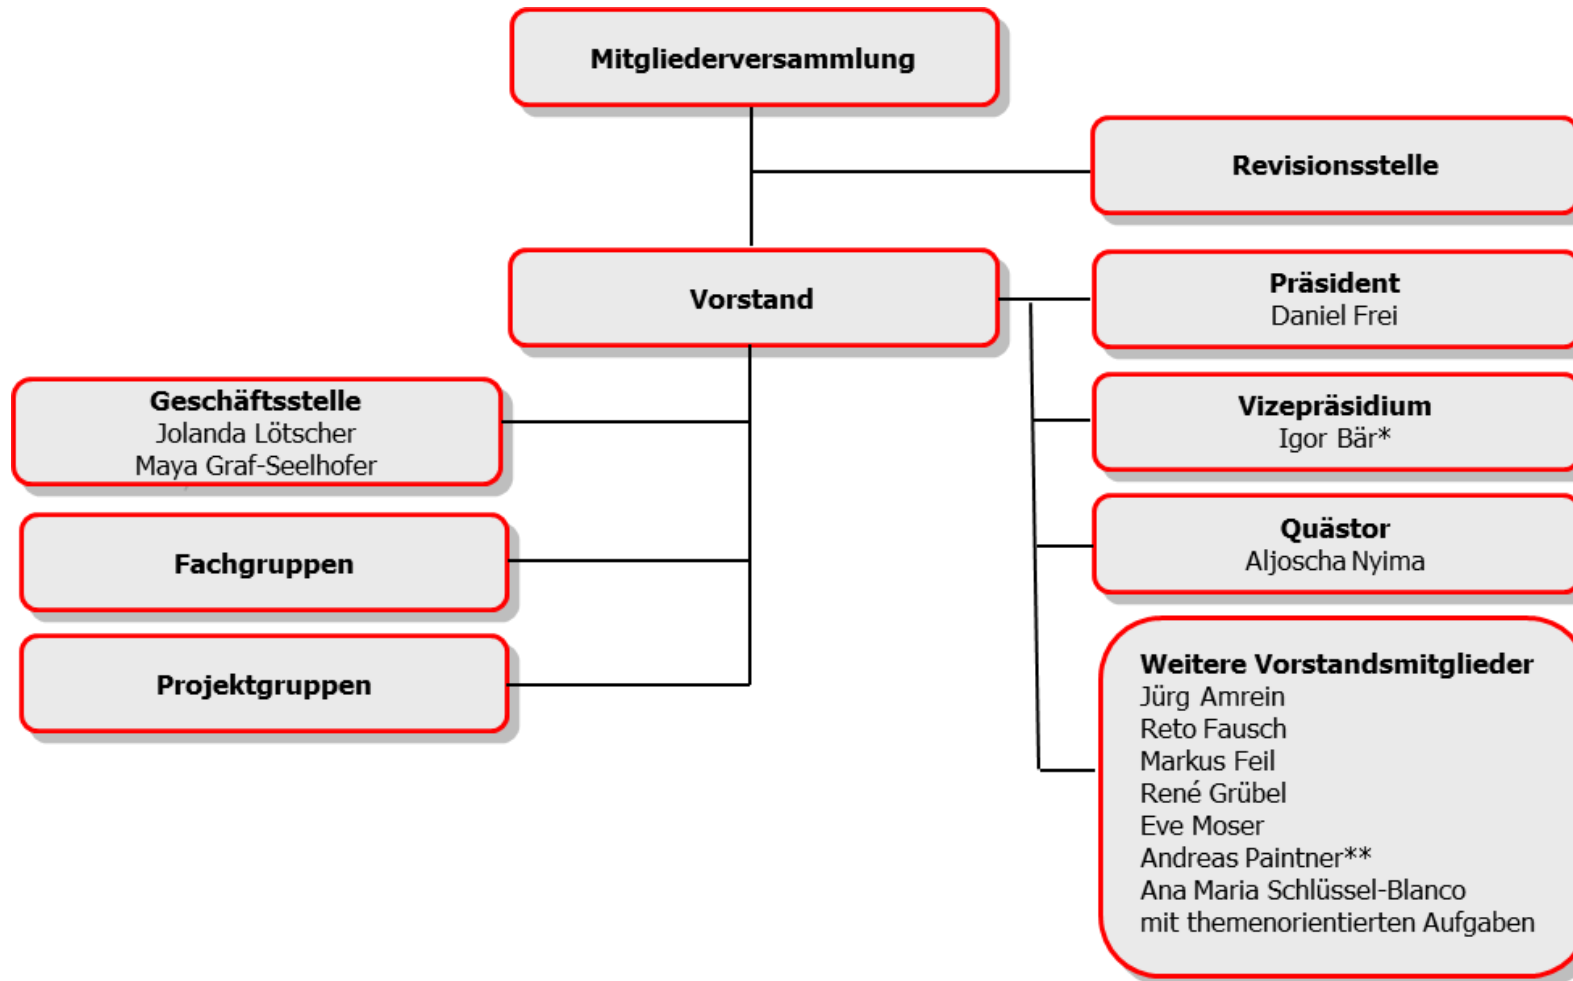 Mitgliederversammlung
Revisionsstelle
Vorstand
Präsident
Daniel Frei
Geschäftsstelle
Jolanda Lötscher
Maya Graf-Seelhofer
Vizepräsidium
Igor Bär*
Fachgruppen
Quästor
Aljoscha Nyima
Projektgruppen
Weitere Vorstandsmitglieder
Jürg Amrein
Reto Fausch
Markus Feil
René Grübel
Eve Moser
Andreas Paintner**
Ana Maria Schlüssel-Blanco
mit themenorientierten Aufgaben